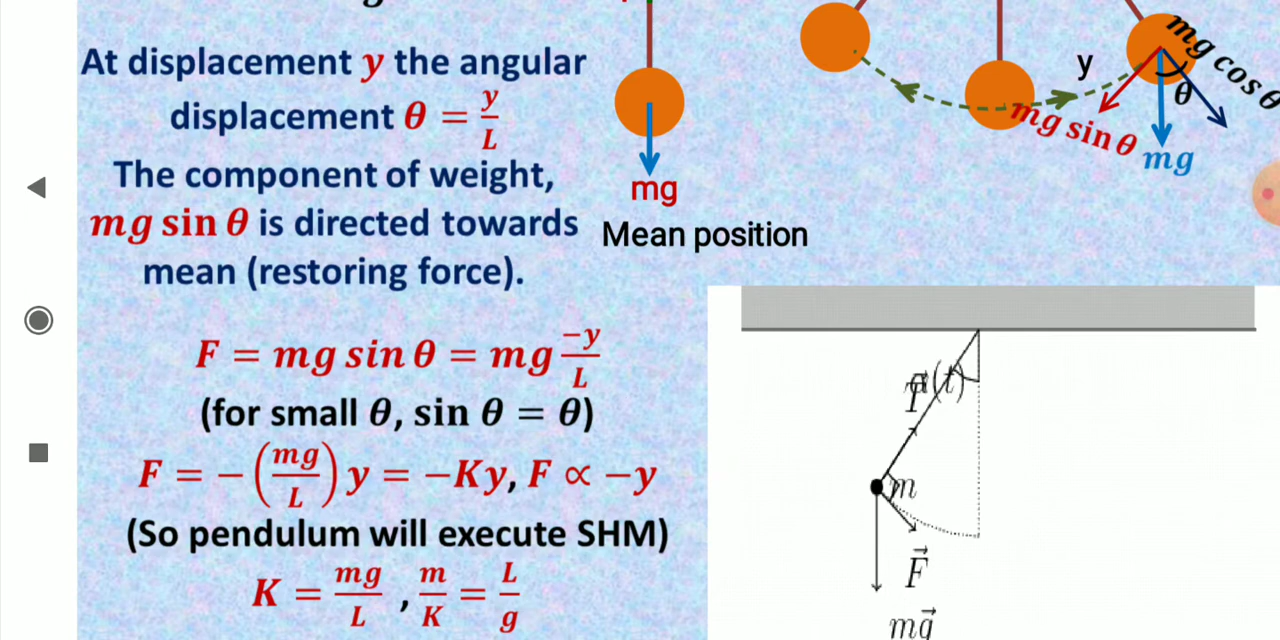 At displacement y the angular
displacement θ = y/L
The component of weight,
mg sin θ is directed towards
mean (restoring force).
F = mg sin θ = mg -y/L
(for small θ, sin θ = θ)
F = -(mg/L) y = -Ky, F ∝ -y
(So pendulum will execute SHM)
K = mg/L , m/K = L/g
mg
Mean position
y
mg cos θ
θ
mg sin θ
mg
(t)
m
F⃗
mg⃗